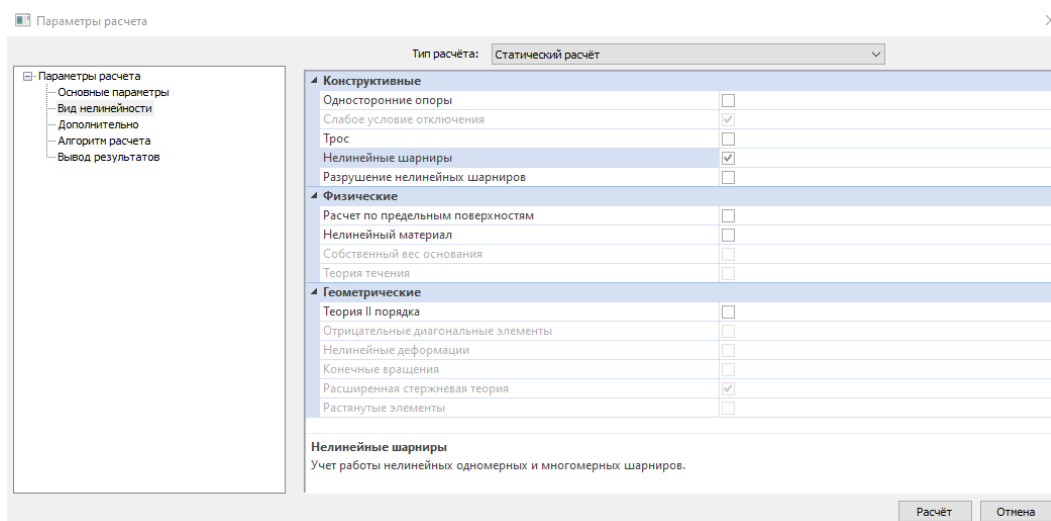 Параметры расчета
Тип расчёта: Статический расчёт
Параметры расчета
Основные параметры
Вид нелинейности
Дополнительно
Алгоритм расчета
Вывод результатов
Конструктивные
Односторонние опоры
Слабое условие отключения
Трос
Нелинейные шарниры
Разрушение нелинейных шарниров
Физические
Расчет по предельным поверхностям
Нелинейный материал
Собственный вес основания
Теория течения
Геометрические
Теория II порядка
Отрицательные диагональные элементы
Нелинейные деформации
Конечные вращения
Расширенная стержневая теория
Растянутые элементы
Нелинейные шарниры
Учет работы нелинейных одномерных и многомерных шарниров.
Расчёт Отмена